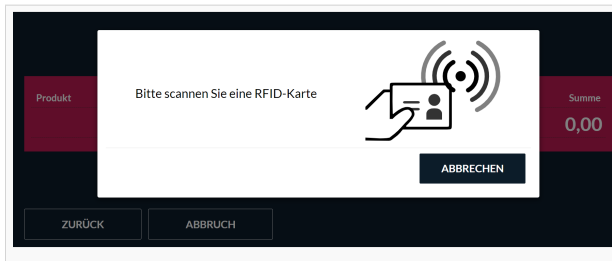 Bitte scannen Sie eine RFID-Karte
Produkt
Summe
0,00
ABBRECHEN
ZURÜCK
ABBRUCH